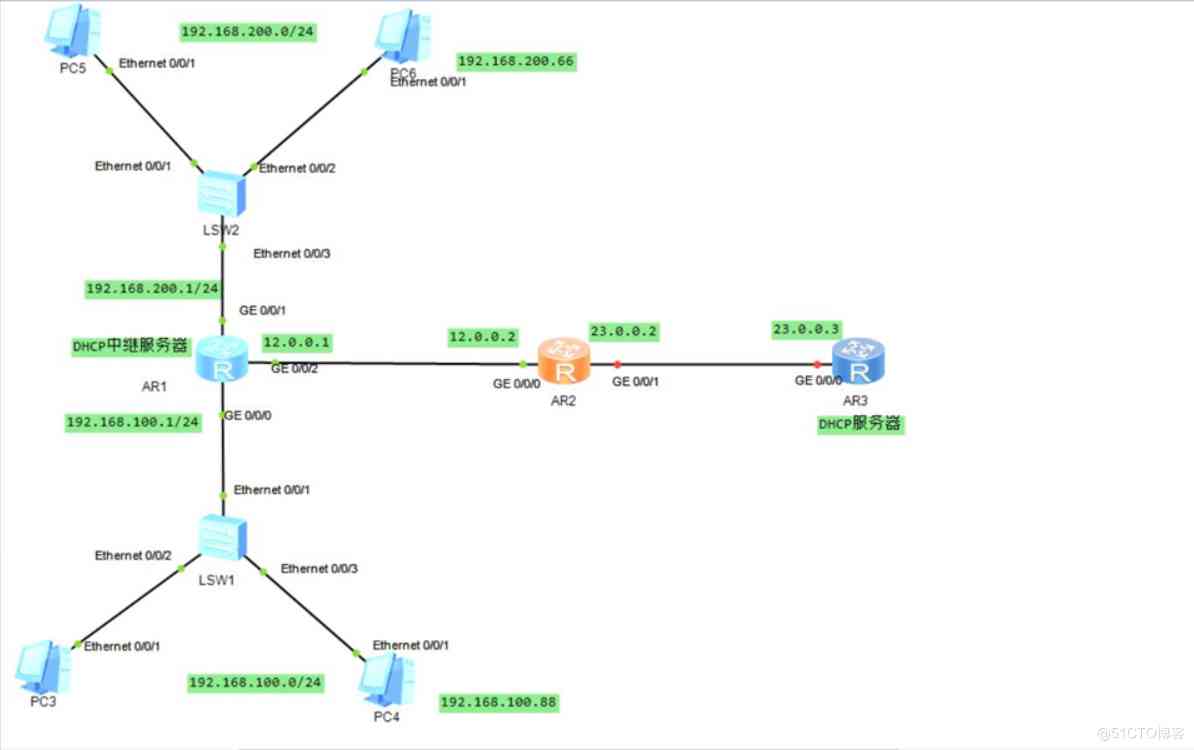 192.168.200.0/24
PC5
Ethernet 0/0/1
192.168.200.66
PC6
Ethernet 0/0/1
Ethernet 0/0/1
Ethernet 0/0/2
LSW2
Ethernet 0/0/3
192.168.200.1/24
GE 0/0/1
DHCP中继服务器
12.0.0.1
12.0.0.2
23.0.0.2
23.0.0.3
GE 0/0/2
GE 0/0/0
GE 0/0/1
GE 0/0/0
AR1
AR2
AR3
192.168.100.1/24
GE 0/0/0
DHCP服务器
Ethernet 0/0/1
Ethernet 0/0/2
Ethernet 0/0/3
LSW1
Ethernet 0/0/1
Ethernet 0/0/1
192.168.100.0/24
PC3
PC4
192.168.100.88
@51CTO博客